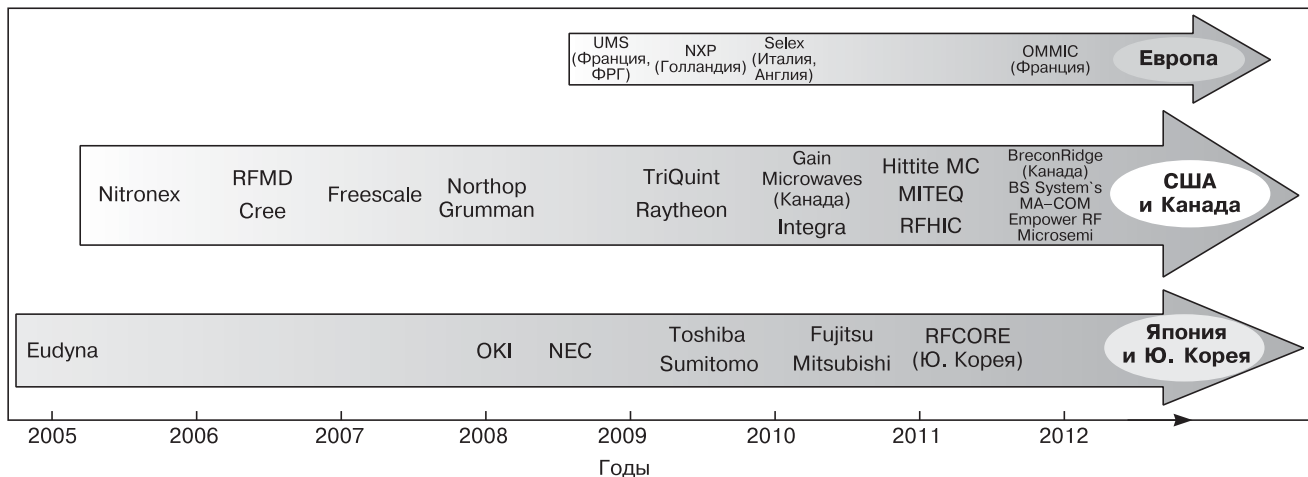 UMS
(Франция,
ФРГ)
NXP
(Голландия)
Selex
(Италия,
Англия)
OMMIC
(Франция)
Европа
Nitronex
RFMD
Cree
Freescale
Northop
Grumman
TriQuint
Raytheon
Gain
Microwaves
(Канада)
Integra
Hittite MC
MITEQ
RFHIC
BreconRidge
(Канада)
BS System`s
MA–COM
Empower RF
Microsemi
США
и Канада
Eudyna
OKI
NEC
Toshiba
Sumitomo
Fujitsu
Mitsubishi
RFCORE
(Ю. Корея)
Япония
и Ю. Корея
2005 2006 2007 2008 2009 2010 2011 2012
Годы